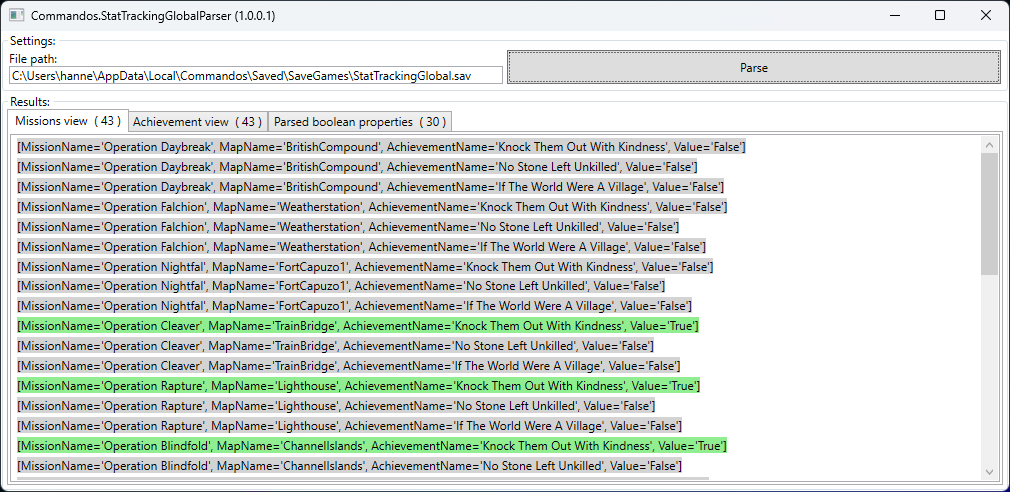 Commandos.StatTrackingGlobalParser (1.0.0.1)
Settings:
File path:
C:\Users\hanne\AppData\Local\Commandos\Saved\SaveGames\StatTrackingGlobal.sav
Parse
Results:
Missions view ( 43 )
Achievement view ( 43 )
Parsed boolean properties ( 30 )
[MissionName='Operation Daybreak', MapName='BritishCompound', AchievementName='Knock Them Out With Kindness', Value='False']
[MissionName='Operation Daybreak', MapName='BritishCompound', AchievementName='No Stone Left Unkilled', Value='False']
[MissionName='Operation Daybreak', MapName='BritishCompound', AchievementName='If The World Were A Village', Value='False']
[MissionName='Operation Falchion', MapName='Weatherstation', AchievementName='Knock Them Out With Kindness', Value='False']
[MissionName='Operation Falchion', MapName='Weatherstation', AchievementName='No Stone Left Unkilled', Value='False']
[MissionName='Operation Falchion', MapName='Weatherstation', AchievementName='If The World Were A Village', Value='False']
[MissionName='Operation Nightfal', MapName='FortCapuzo1', AchievementName='Knock Them Out With Kindness', Value='False']
[MissionName='Operation Nightfal', MapName='FortCapuzo1', AchievementName='No Stone Left Unkilled', Value='False']
[MissionName='Operation Nightfal', MapName='FortCapuzo1', AchievementName='If The World Were A Village', Value='False']
[MissionName='Operation Cleaver', MapName='TrainBridge', AchievementName='Knock Them Out With Kindness', Value='True']
[MissionName='Operation Cleaver', MapName='TrainBridge', AchievementName='No Stone Left Unkilled', Value='False']
[MissionName='Operation Cleaver', MapName='TrainBridge', AchievementName='If The World Were A Village', Value='False']
[MissionName='Operation Rapture', MapName='Lighthouse', AchievementName='Knock Them Out With Kindness', Value='True']
[MissionName='Operation Rapture', MapName='Lighthouse', AchievementName='No Stone Left Unkilled', Value='False']
[MissionName='Operation Rapture', MapName='Lighthouse', AchievementName='If The World Were A Village', Value='False']
[MissionName='Operation Blindfold', MapName='ChannelIslands', AchievementName='Knock Them Out With Kindness', Value='True']
[MissionName='Operation Blindfold', MapName='ChannelIslands', AchievementName='No Stone Left Unkilled', Value='False']